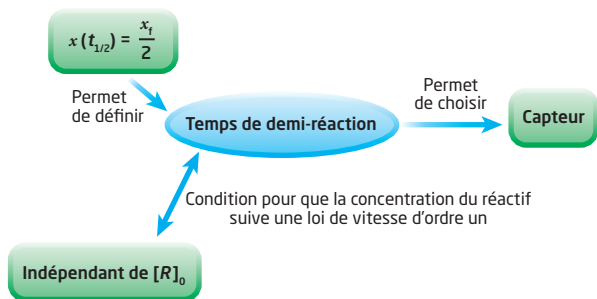 x (t1/2) = xf/2
Permet
de définir
Temps de demi-réaction
Permet
de choisir
Capteur
Condition pour que la concentration du réactif
suive une loi de vitesse d'ordre un
Indépendant de [R]0